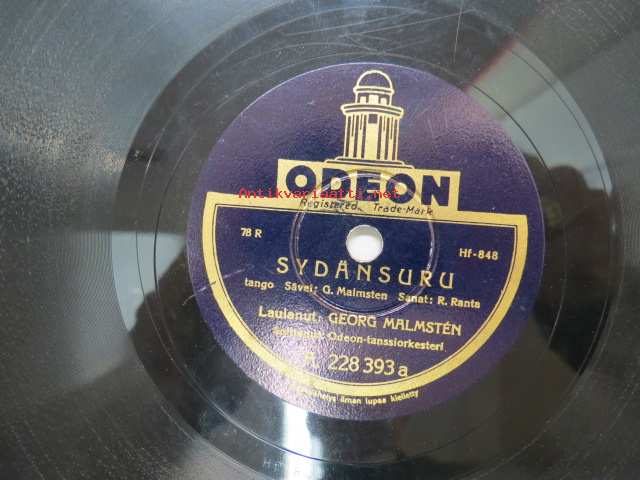 ODEON
Antikvariaatti.net
Registered Trade-Mark
78 R
Hf-848
SYDÄNSURU
tango Sävel: G. Malmsten Sanat: R. Ranta
Laulanut: GEORG MALMSTÉN
Odeon-tanssiorkesteri
A 228 393 a
ilman lupaa kielletty